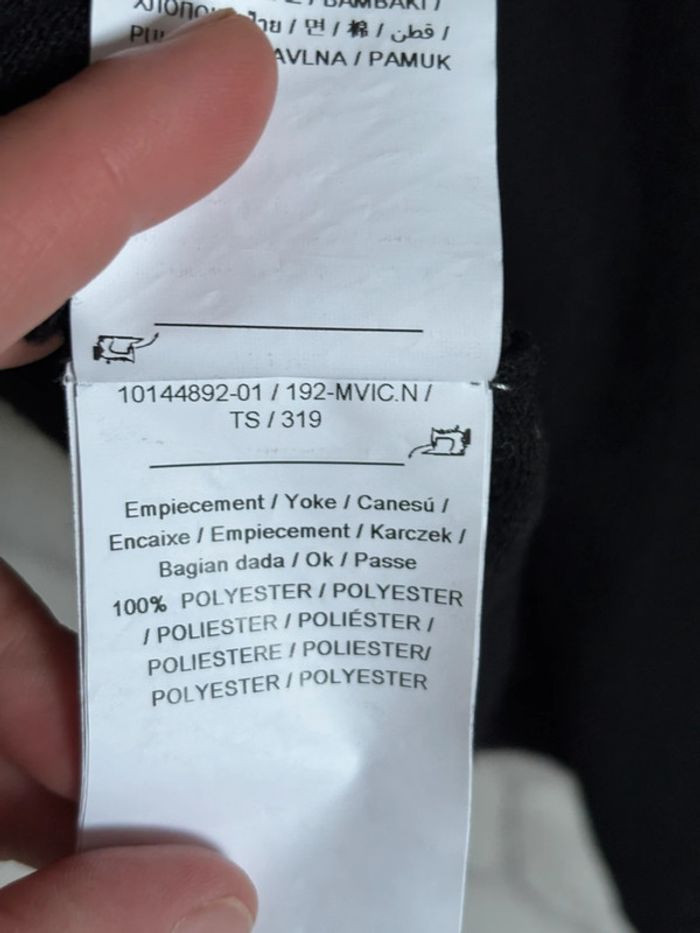 BAMBAKI /
/ 면 / 棉 / قطن /
PAMUK
10144892-01 / 192-MVIC.N /
TS / 319
Empiecement / Yoke / Canesú /
Encaixe / Empiecement / Karczek /
Bagian dada / Ok / Passe
100% POLYESTER / POLYESTER
/ POLIESTER / POLIÉSTER /
POLIESTERE / POLIESTER/
POLYESTER / POLYESTER